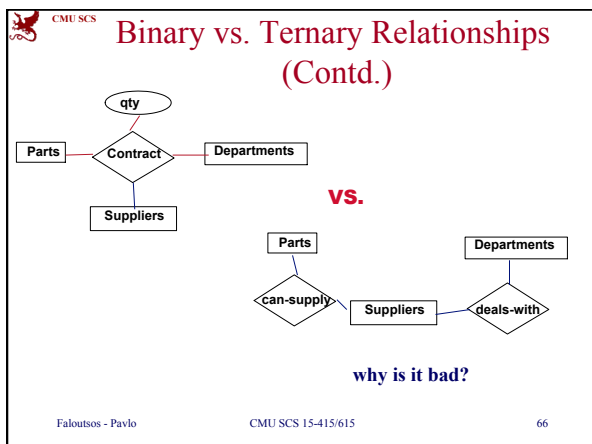 CMU SCS
Binary vs. Ternary Relationships
(Contd.)
qty
Parts
Contract
Departments
Suppliers
vs.
Parts
Departments
can-supply
Suppliers
deals-with
why is it bad?
Faloutsos - Pavlo
CMU SCS 15-415/615
66